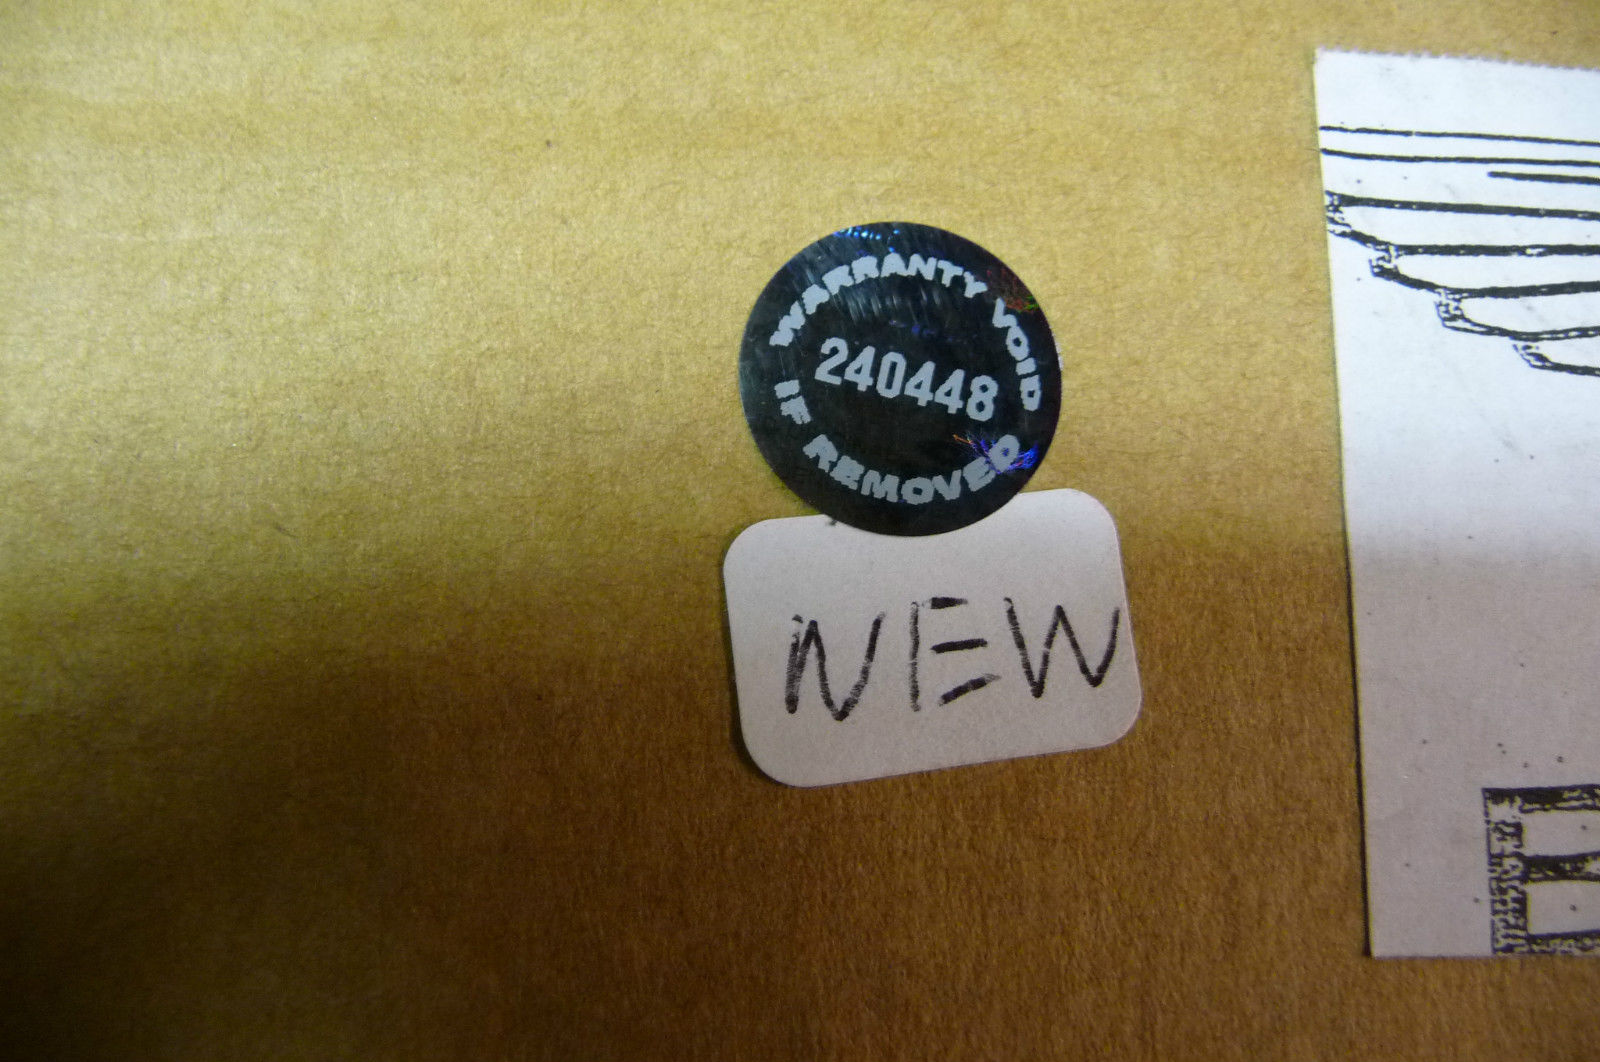 WARRANTY VOID
240448
IF REMOVED
NEW